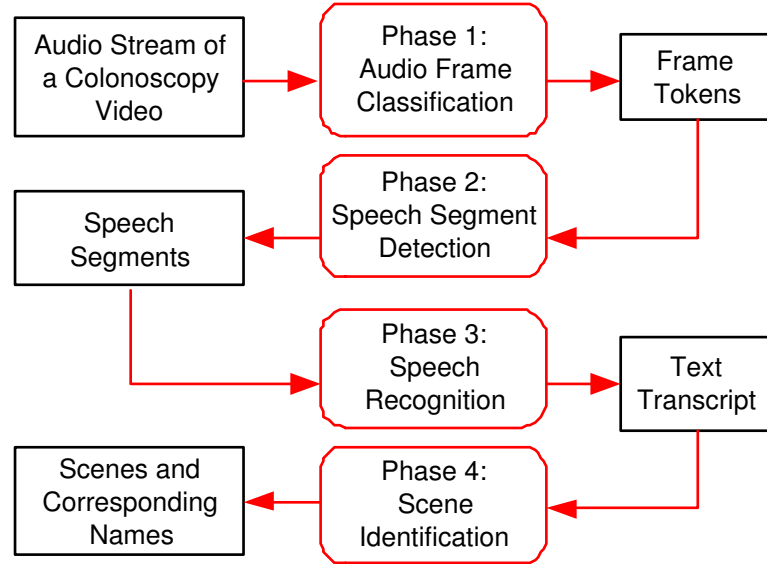 Audio Stream of
a Colonoscopy
Video
Phase 1:
Audio Frame
Classification
Frame
Tokens
Phase 2:
Speech Segment
Detection
Speech
Segments
Phase 3:
Speech
Recognition
Text
Transcript
Phase 4:
Scene
Identification
Scenes and
Corresponding
Names